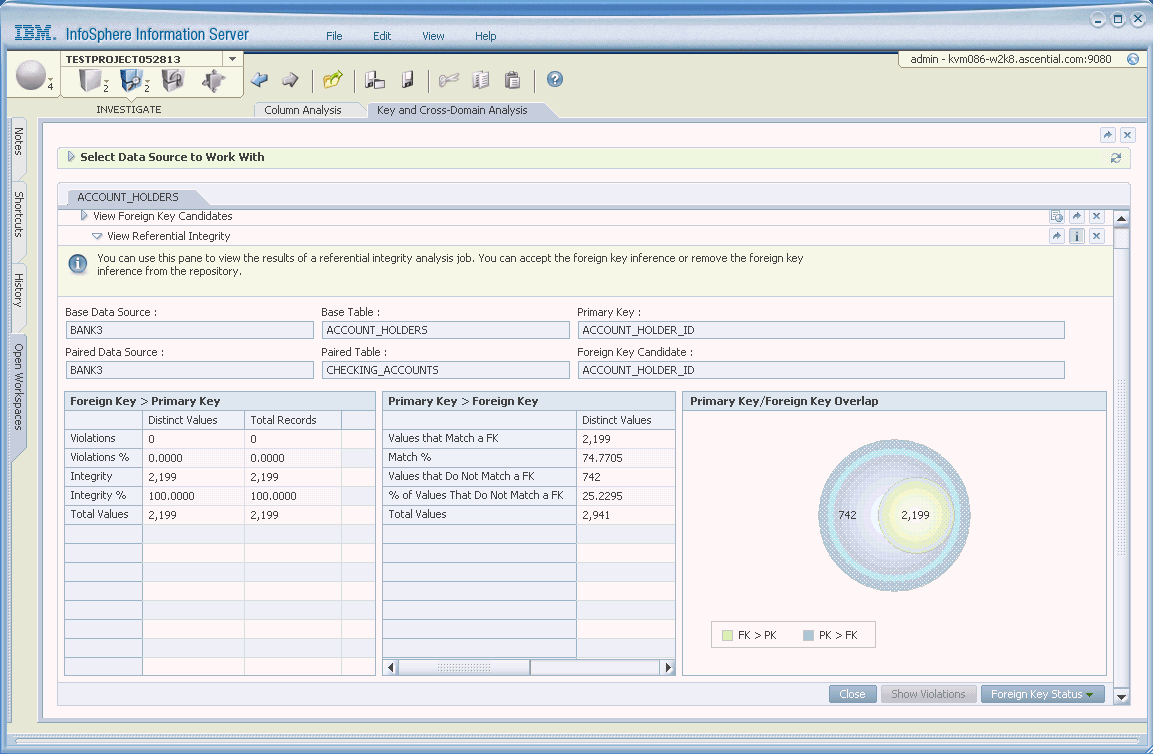 IBM. InfoSphere Information Server File Edit View Help
TESTPROJECT052813
admin - kvm086-w2k8.ascential.com:9080
4 2 2
INVESTIGATE
Column Analysis Key and Cross-Domain Analysis
Notes
Shortcuts
History
Open Workspaces
Select Data Source to Work With
ACCOUNT_HOLDERS
View Foreign Key Candidates
View Referential Integrity
You can use this pane to view the results of a referential integrity analysis job. You can accept the foreign key inference or remove the foreign key
inference from the repository.
Base Data Source : Base Table : Primary Key :
BANK3 ACCOUNT_HOLDERS ACCOUNT_HOLDER_ID
Paired Data Source : Paired Table : Foreign Key Candidate :
BANK3 CHECKING_ACCOUNTS ACCOUNT_HOLDER_ID
Foreign Key > Primary Key
Distinct Values Total Records
Violations 0 0
Violations % 0.0000 0.0000
Integrity 2,199 2,199
Integrity % 100.0000 100.0000
Total Values 2,199 2,199
Primary Key > Foreign Key
Distinct Values
Values that Match a FK 2,199
Match % 74.7705
Values that Do Not Match a FK 742
% of Values That Do Not Match a FK 25.2295
Total Values 2,941
Primary Key/Foreign Key Overlap
742 2,199
FK > PK PK > FK
Close Show Violations Foreign Key Status